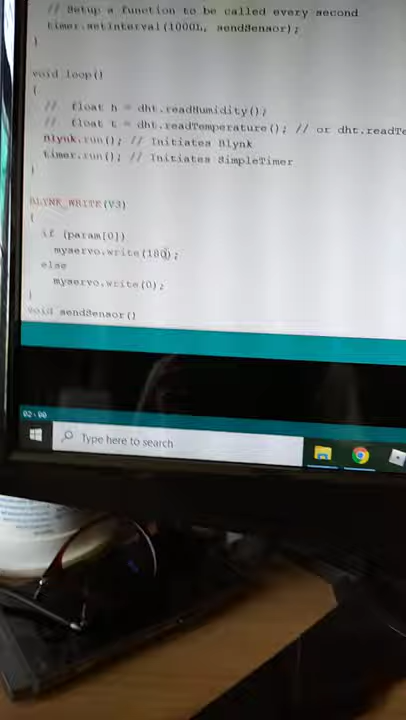 // Setup a function to be called every second
timer.setInterval(1000L, sendSensor);
}
void loop()
{
//  float h = dht.readHumidity();
//  float t = dht.readTemperature(); // or dht.readTe
Blynk.run(); // Initiates Blynk
timer.run(); // Initiates SimpleTimer
}
BLYNK_WRITE(V3)
{
if (param[0])
myservo.write(180);
else
myservo.write(0);
}
void sendSensor()
Type here to search